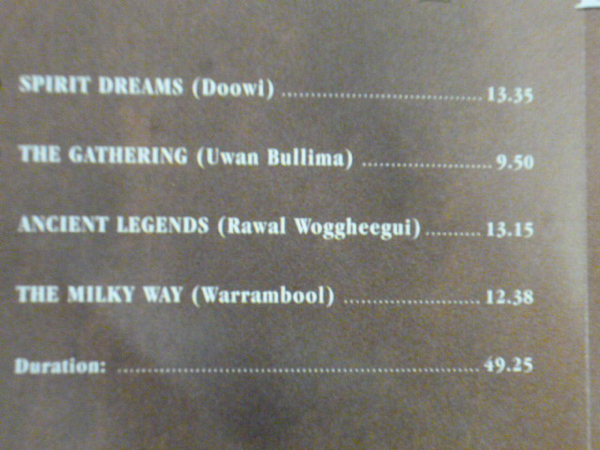 SPIRIT DREAMS (Doowi) .......... 13.35
THE GATHERING (Uwan Bullima) .......... 9.50
ANCIENT LEGENDS (Rawal Woggheegui) .......... 13.15
THE MILKY WAY (Warrambool) .......... 12.38
Duration: .......... 49.25